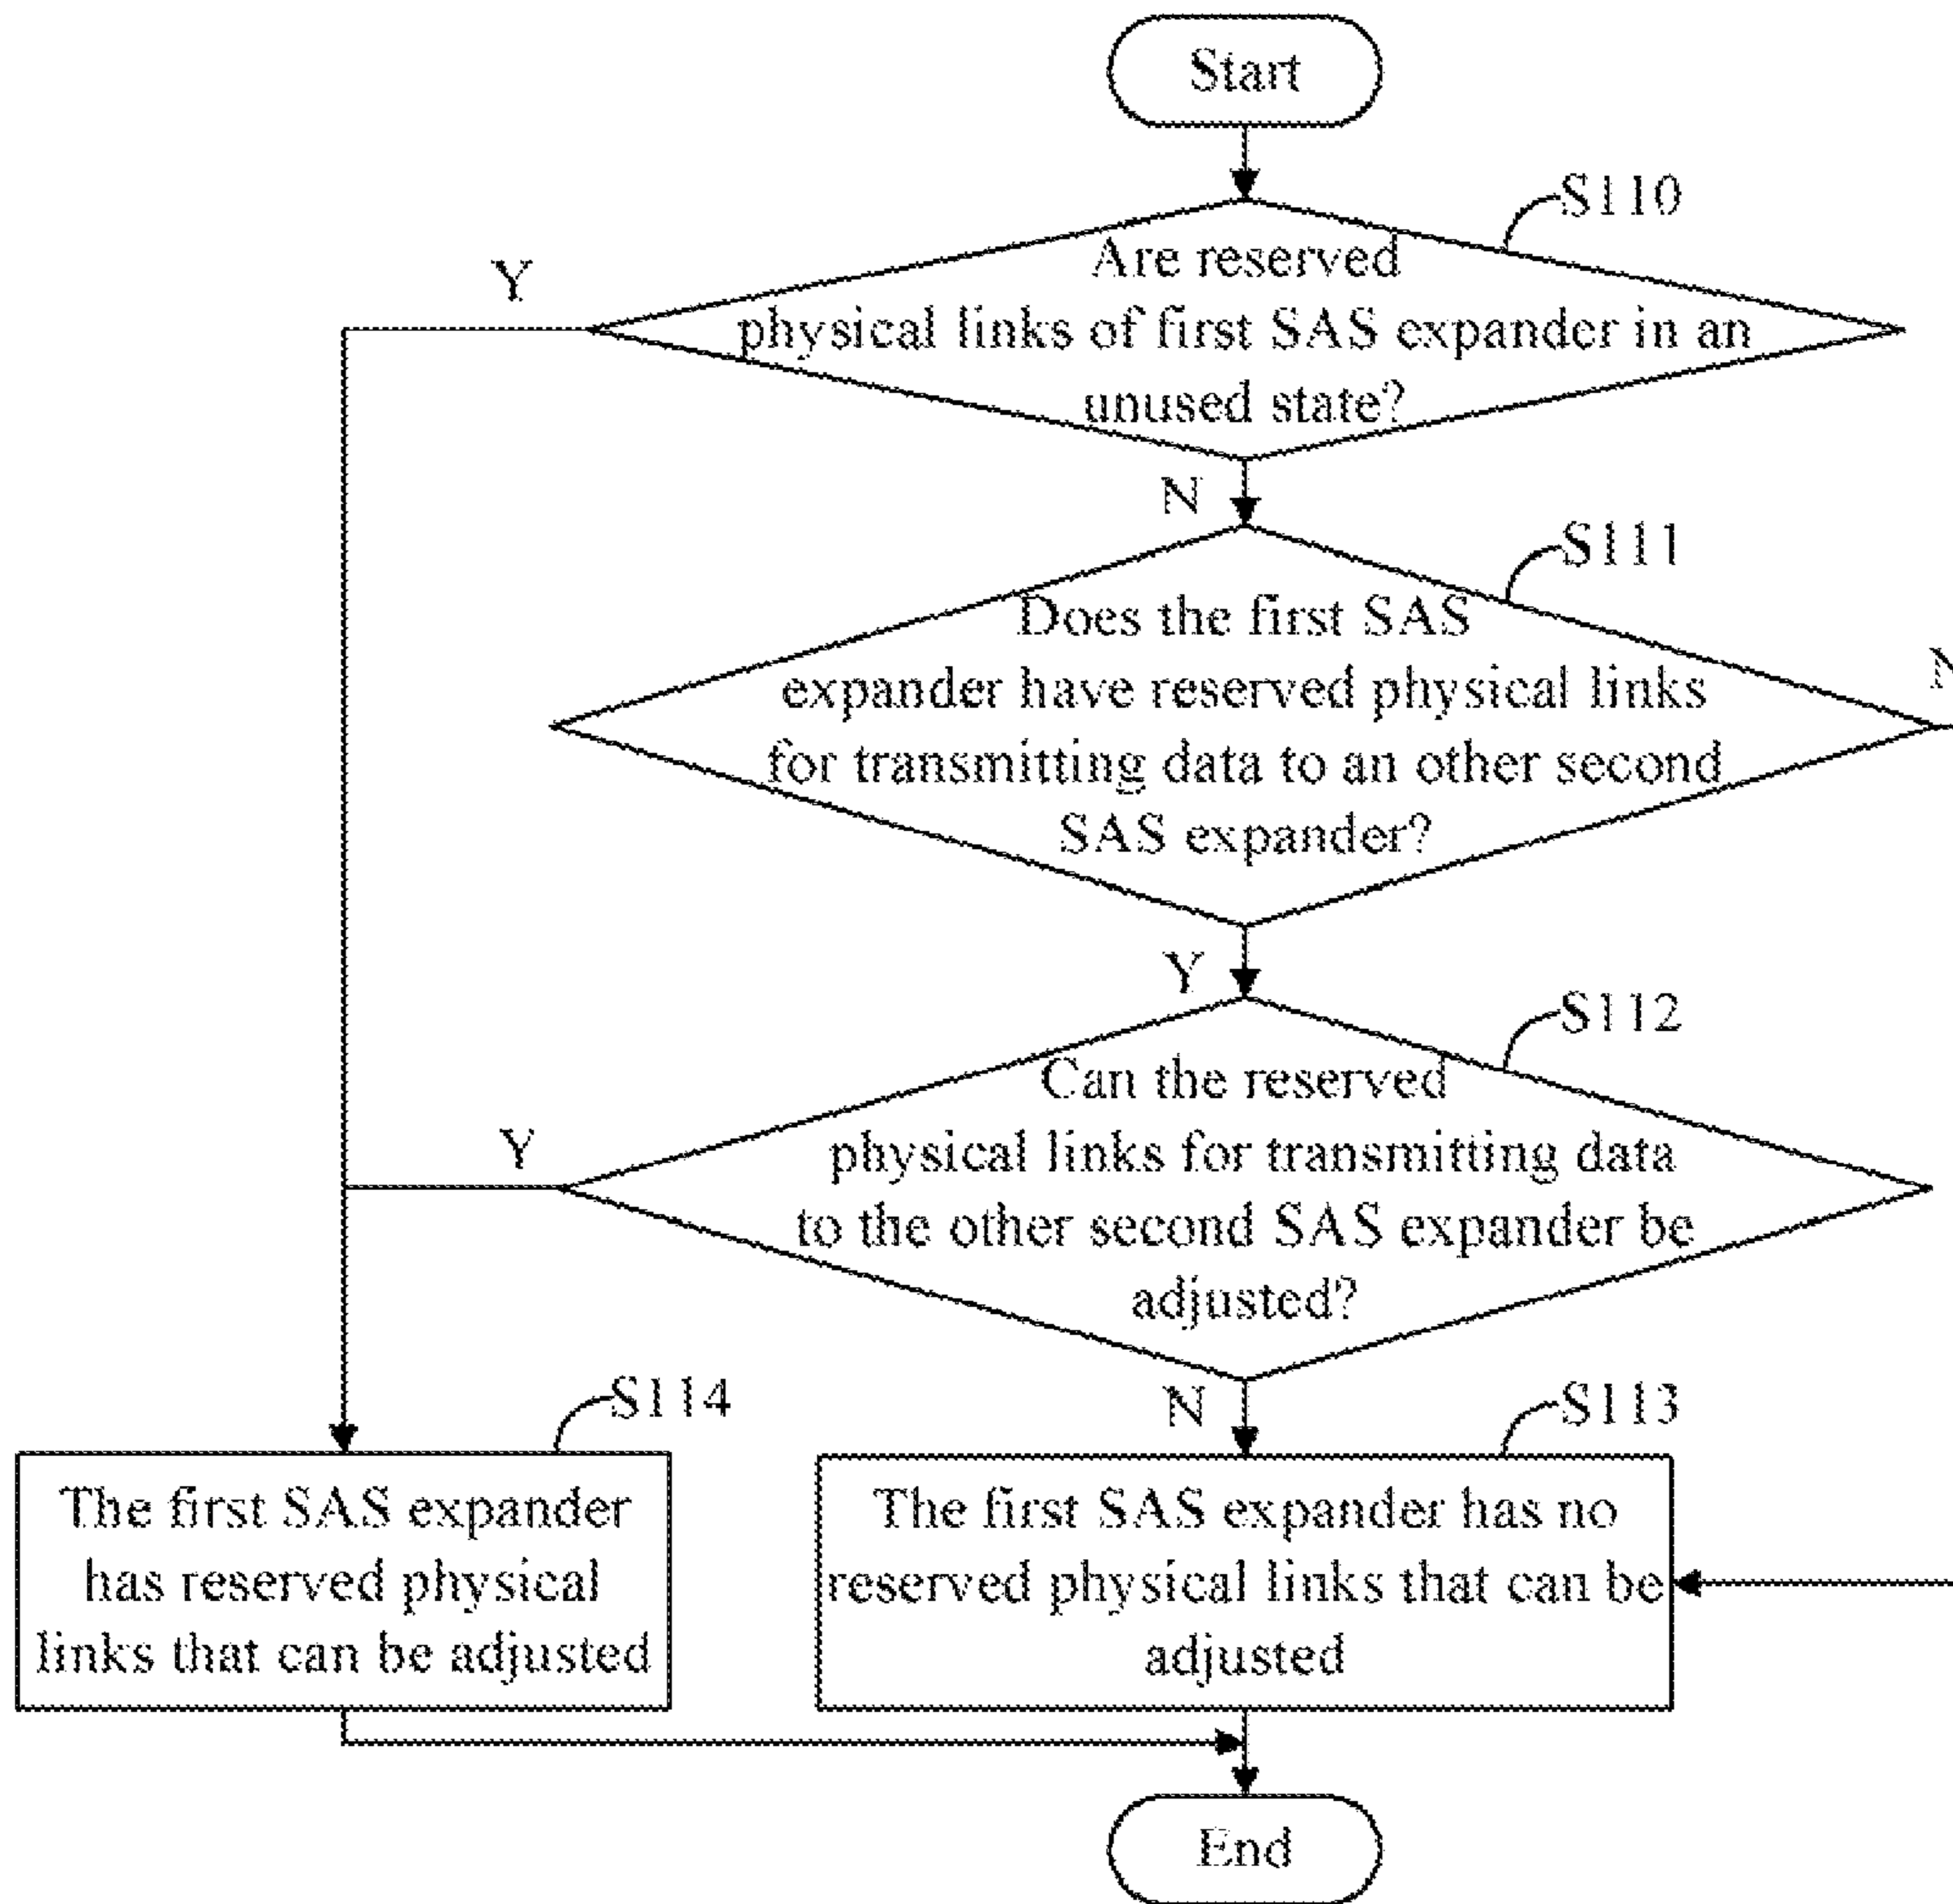 Start
S110
Y
Are reserved
physical links of first SAS expander in an
unused state?
N
S111
Does the first SAS
expander have reserved physical links
for transmitting data to an other second
SAS expander?
N
Y
S112
Can the reserved
physical links for transmitting data
to the other second SAS expander be
adjusted?
Y
N
S114
S113
The first SAS expander
has reserved physical
links that can be adjusted
The first SAS expander has no
reserved physical links that can be
adjusted
End